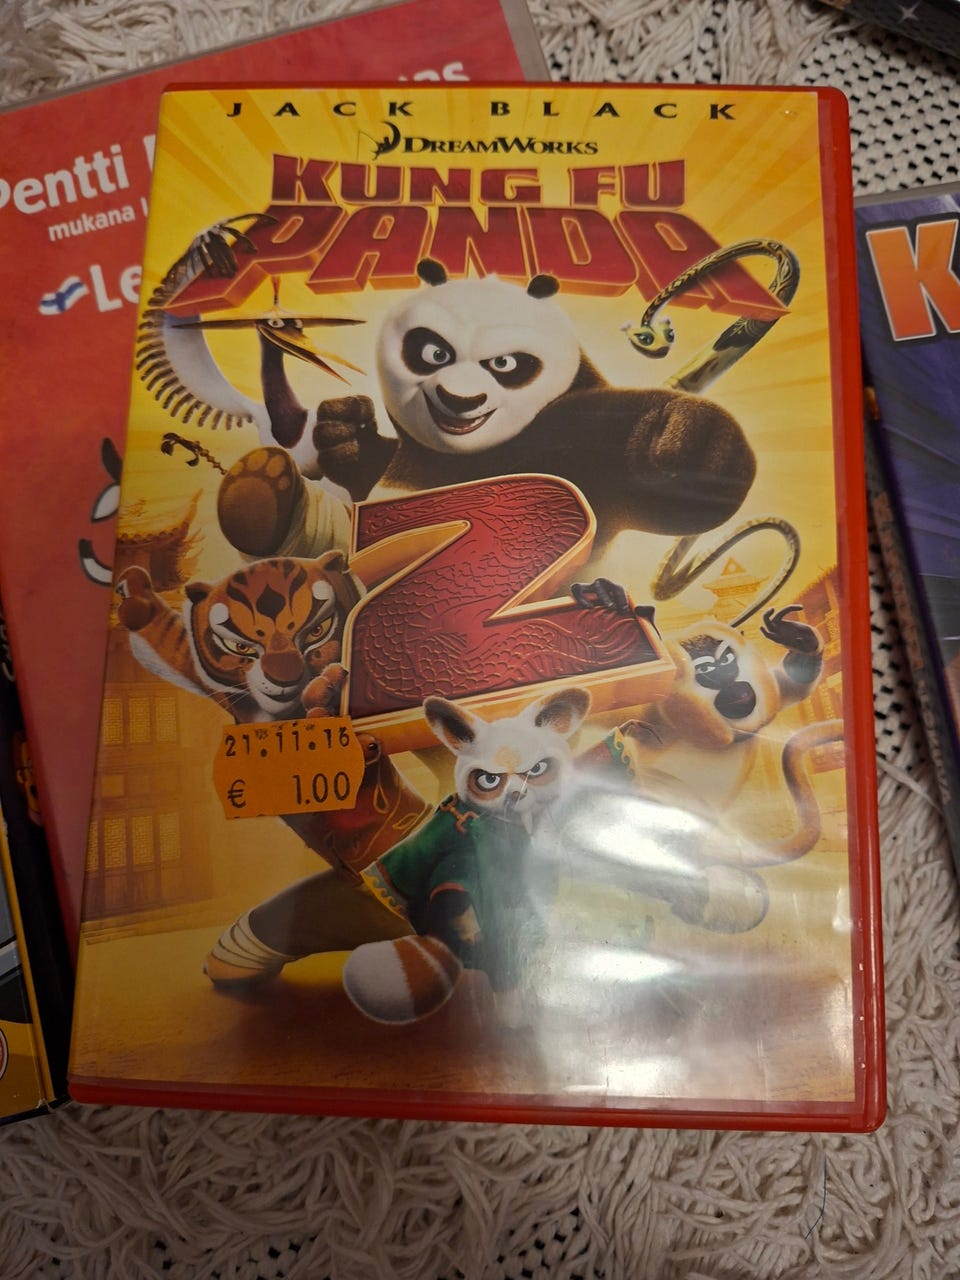 JACK BLACK
DREAMWORKS
KUNG FU
PANDA
2
21.11.16
€ 1.00
Pentti
mukana
Le
K